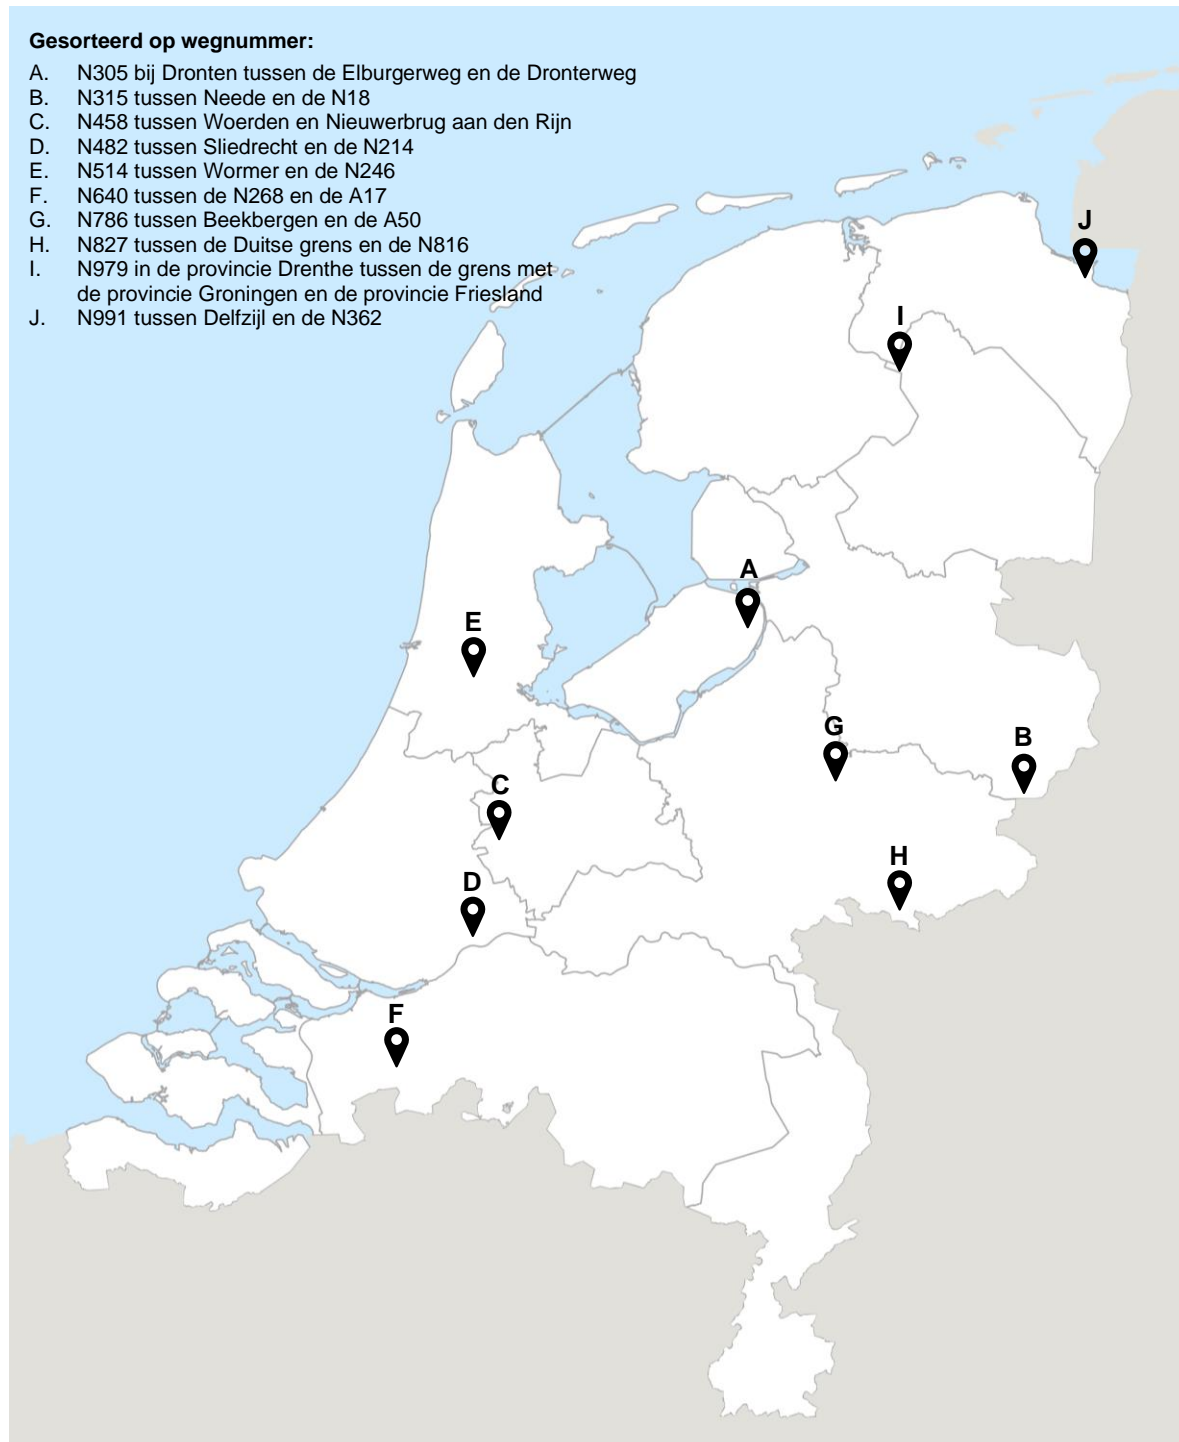 Gesorteerd op wegnummer:
A. N305 bij Dronten tussen de Elburgerweg en de Dronterweg
B. N315 tussen Neede en de N18
C. N458 tussen Woerden en Nieuwerbrug aan den Rijn
D. N482 tussen Sliedrecht en de N214
E. N514 tussen Wormer en de N246
F. N640 tussen de N268 en de A17
G. N786 tussen Beekbergen en de A50
H. N827 tussen de Duitse grens en de N816
I. N979 in de provincie Drenthe tussen de grens met
de provincie Groningen en de provincie Friesland
J. N991 tussen Delfzijl en de N362
J
I
A
E
G
B
C
H
D
F